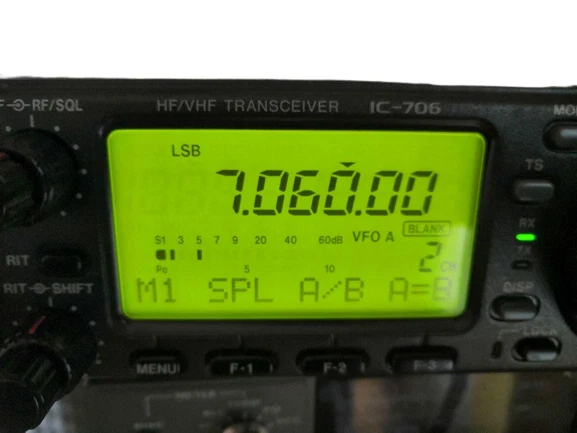 F RF/SQL HF/VHF TRANSCEIVER IC-706 MO
LSB
7.060.00
TS
S1 3 5 7 9 20 40 60dB VFO A BLANK
RX
2 CH
RIT
Po 5 10
M1 SPL A/B A=B
RIT SHIFT
DISP
LOCK
MENU F-1 F-2 F-3
METER